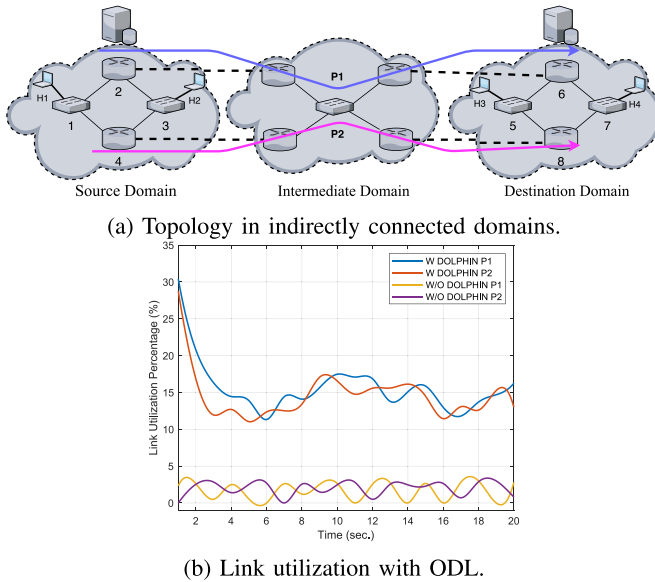 P1
2
6
H1
H2
H3
H4
1
3
5
7
P2
4
8
Source Domain
Intermediate Domain
Destination Domain
(a) Topology in indirectly connected domains.
35
30
25
20
15
10
5
0
Link Utilization Percentage (%)
W DOLPHIN P1
W DOLPHIN P2
W/O DOLPHIN P1
W/O DOLPHIN P2
2 4 6 8 10 12 14 16 18 20
Time (sec.)
(b) Link utilization with ODL.